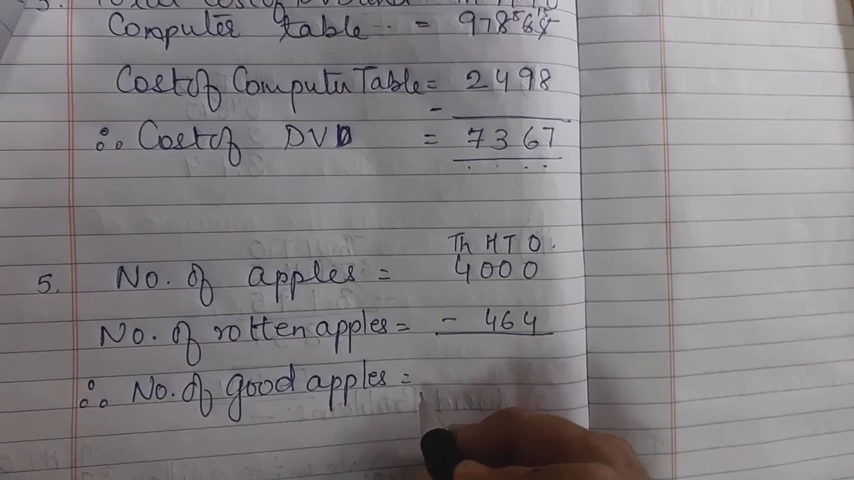 Computer table = 9865
Cost of Computer Table = 2498
-
∴ Cost of DVD = 7367
Th H T O.
5. No. of apples = 4000
No. of rotten apples = - 464
∴ No. of good apples =